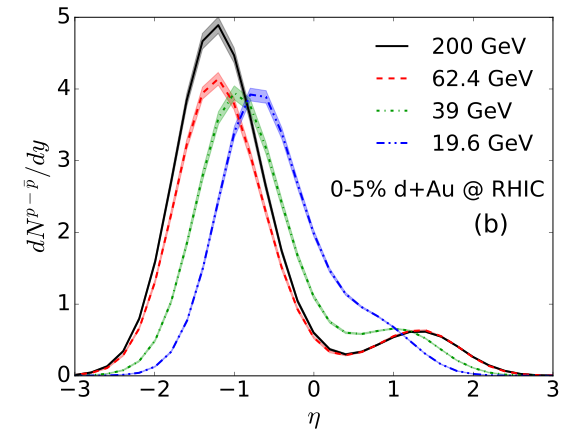 5
4
3
2
1
0
dN^{p−p̄}/dy
200 GeV
62.4 GeV
39 GeV
19.6 GeV
0-5% d+Au @ RHIC
(b)
−3 −2 −1 0 1 2 3
η